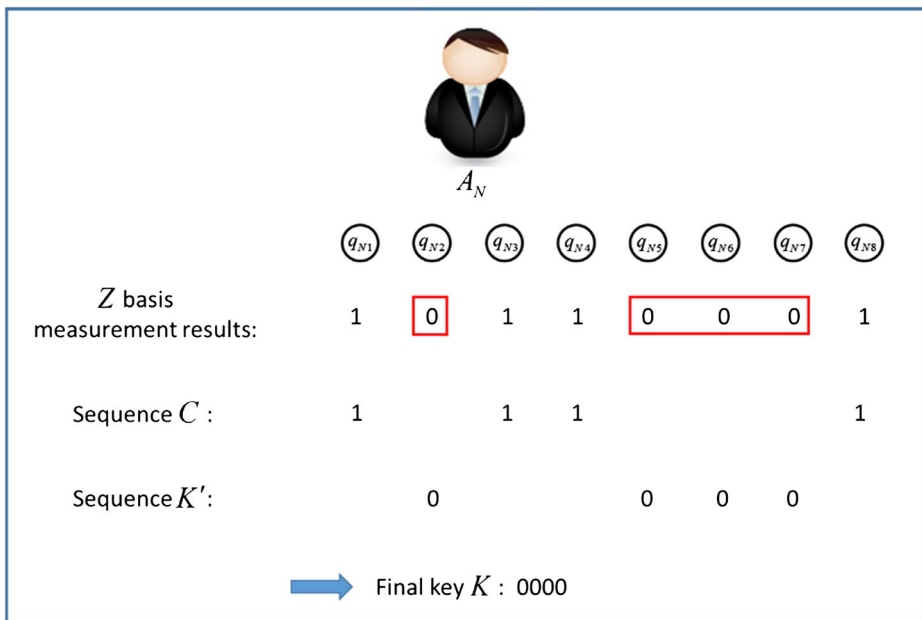 A_N
q_N1 q_N2 q_N3 q_N4 q_N5 q_N6 q_N7 q_N8
Z basis
measurement results: 1 0 1 1 0 0 0 1
Sequence C : 1 1 1 1
Sequence K': 0 0 0 0
Final key K : 0000